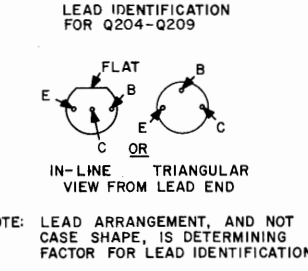 LEAD IDENTIFICATION
FOR Q204-Q209
FLAT
E
B
C
B
E
C
OR
IN-LINE TRIANGULAR
VIEW FROM LEAD END
OTE: LEAD ARRANGEMENT, AND NOT
CASE SHAPE, IS DETERMINING
FACTOR FOR LEAD IDENTIFICATION